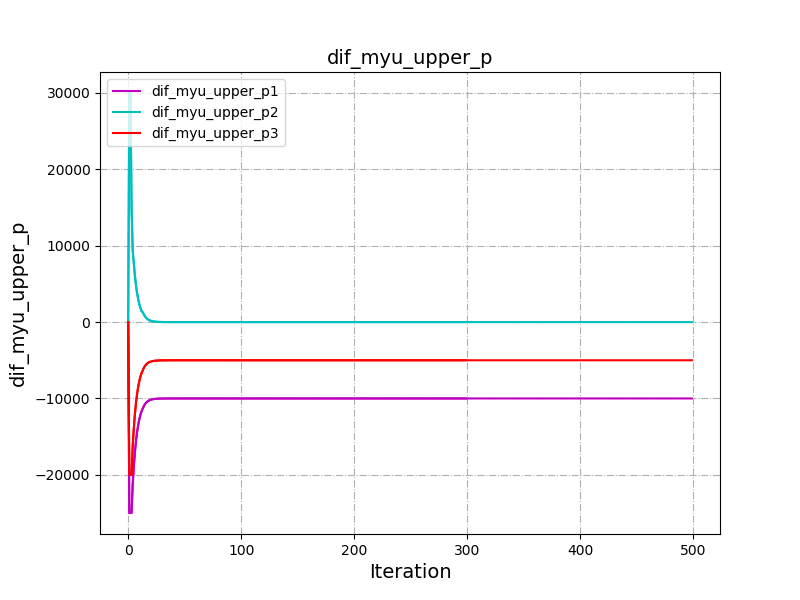 dif_myu_upper_p
dif_myu_upper_p1
dif_myu_upper_p2
dif_myu_upper_p3
30000
20000
10000
0
−10000
−20000
dif_myu_upper_p
0 100 200 300 400 500
Iteration